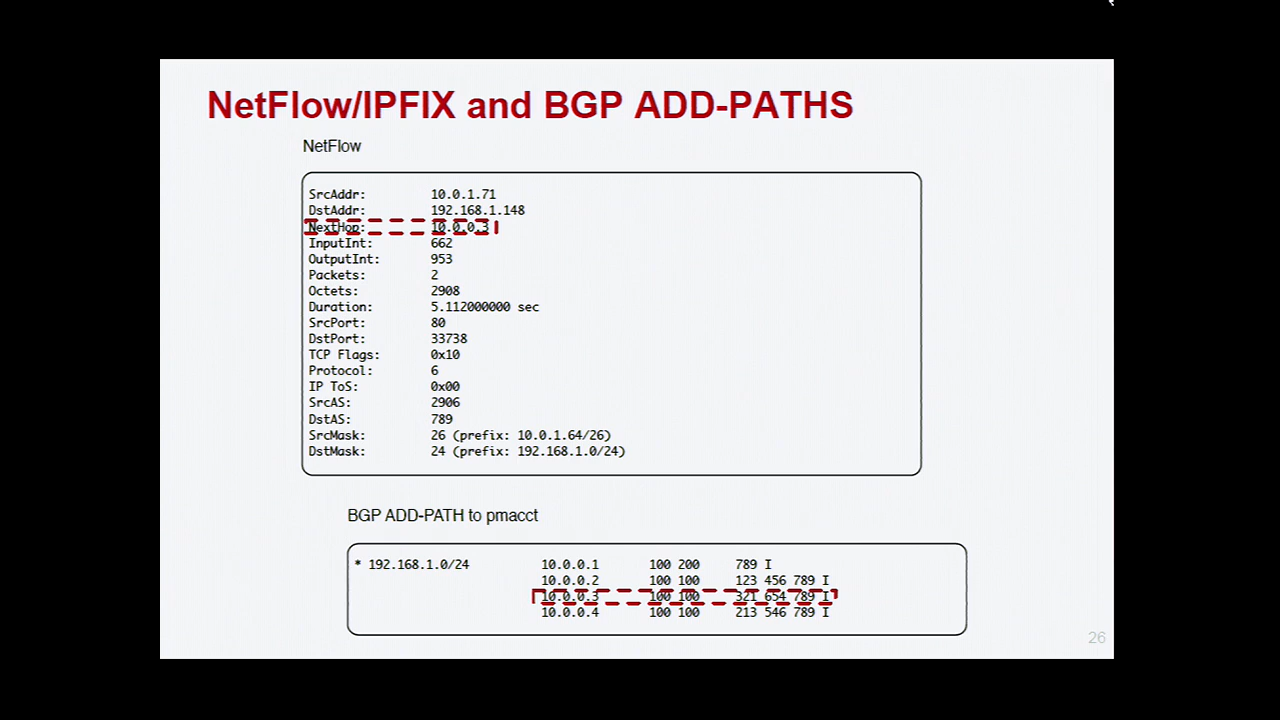 NetFlow/IPFIX and BGP ADD-PATHS
NetFlow
SrcAddr: 10.0.1.71
DstAddr: 192.168.1.148
NextHop: 10.0.0.3
InputInt: 662
OutputInt: 953
Packets: 2
Octets: 2908
Duration: 5.112000000 sec
SrcPort: 80
DstPort: 33738
TCP Flags: 0x10
Protocol: 6
IP ToS: 0x00
SrcAS: 2906
DstAS: 789
SrcMask: 26 (prefix: 10.0.1.64/26)
DstMask: 24 (prefix: 192.168.1.0/24)
BGP ADD-PATH to pmacct
* 192.168.1.0/24 10.0.0.1 100 200 789 I
10.0.0.2 100 100 123 456 789 I
10.0.0.3 100 100 321 654 789 I
10.0.0.4 100 100 213 546 789 I
26